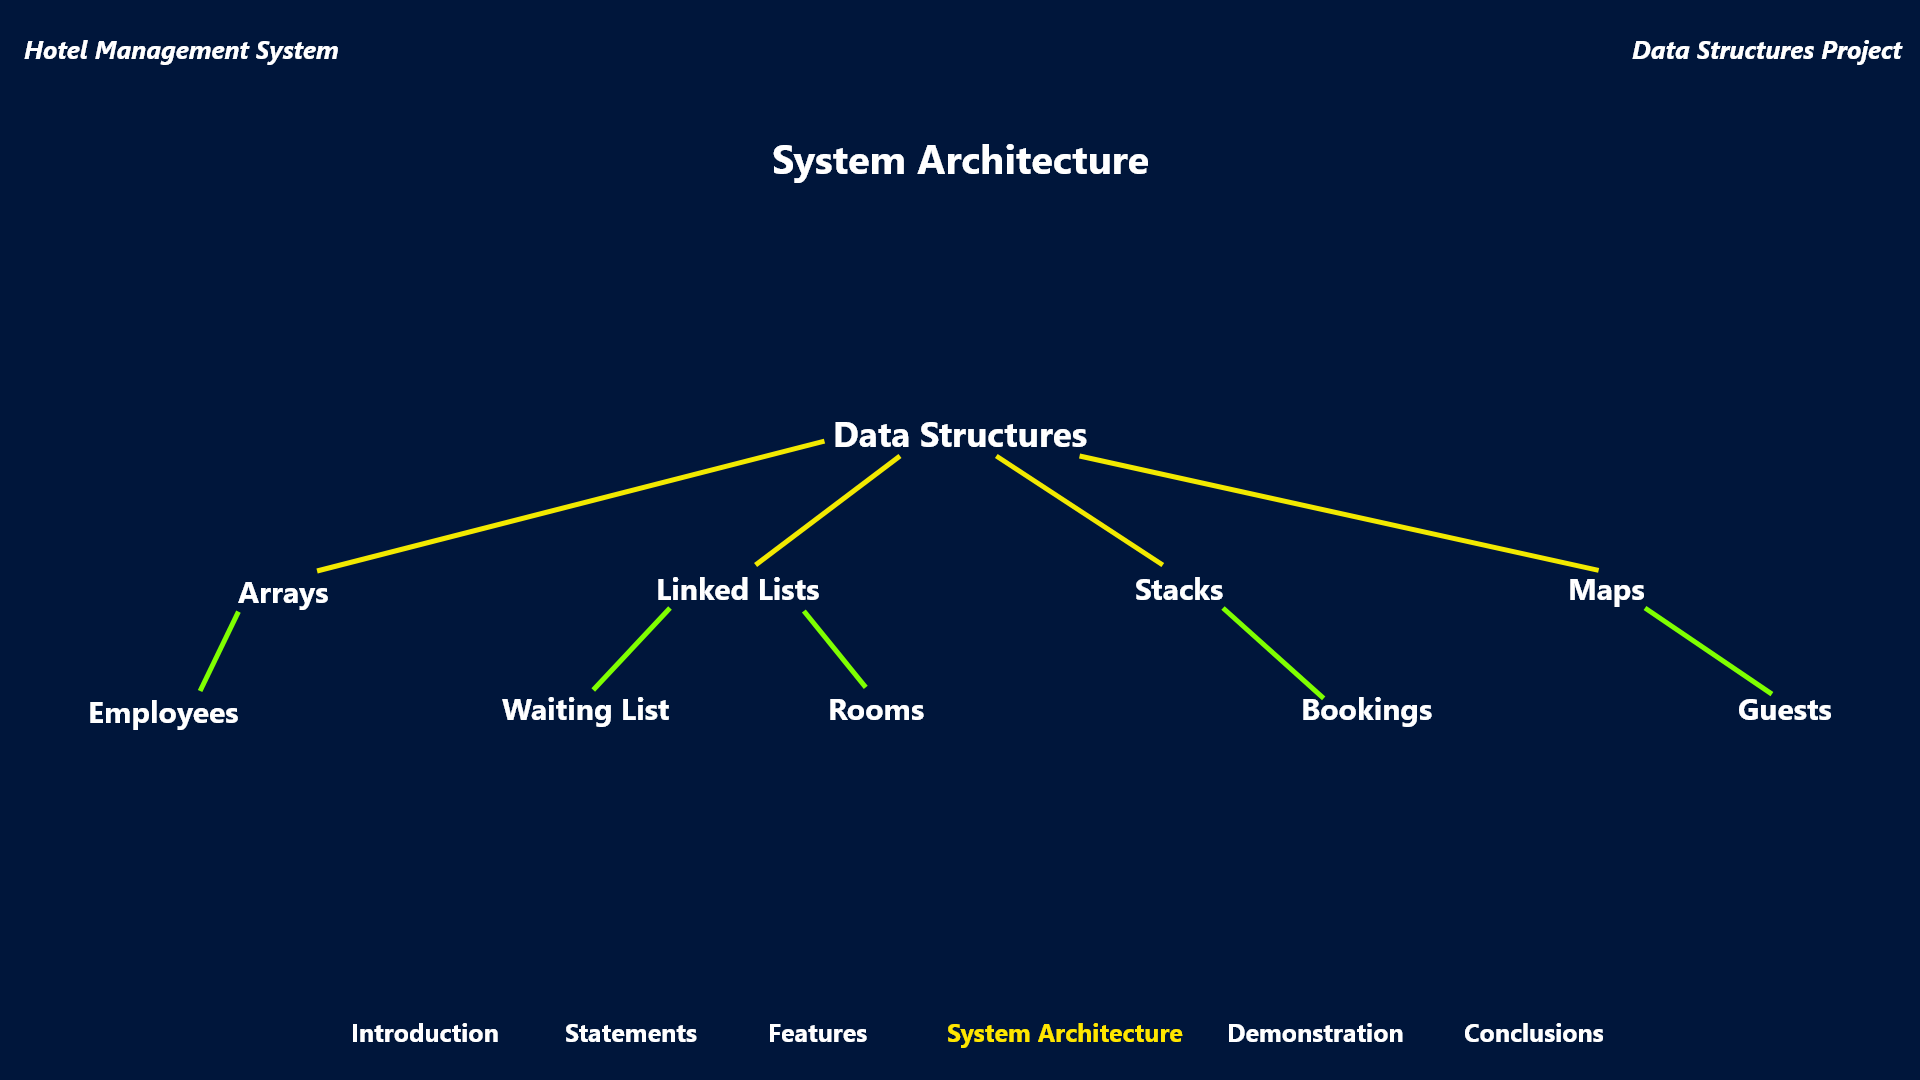 Hotel Management System
Data Structures Project
System Architecture
Data Structures
Arrays
Linked Lists
Stacks
Maps
Employees
Waiting List
Rooms
Bookings
Guests
Introduction
Statements
Features
System Architecture
Demonstration
Conclusions